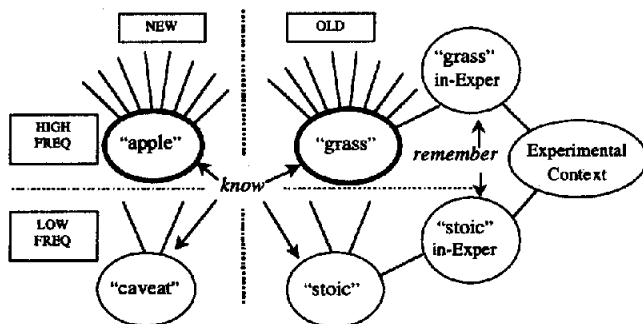 NEW
OLD
"grass"
in-Exper
HIGH
FREQ
"apple"
"grass"
remember
Experimental
Context
know
LOW
FREQ
"stoic"
in-Exper
"caveat"
"stoic"